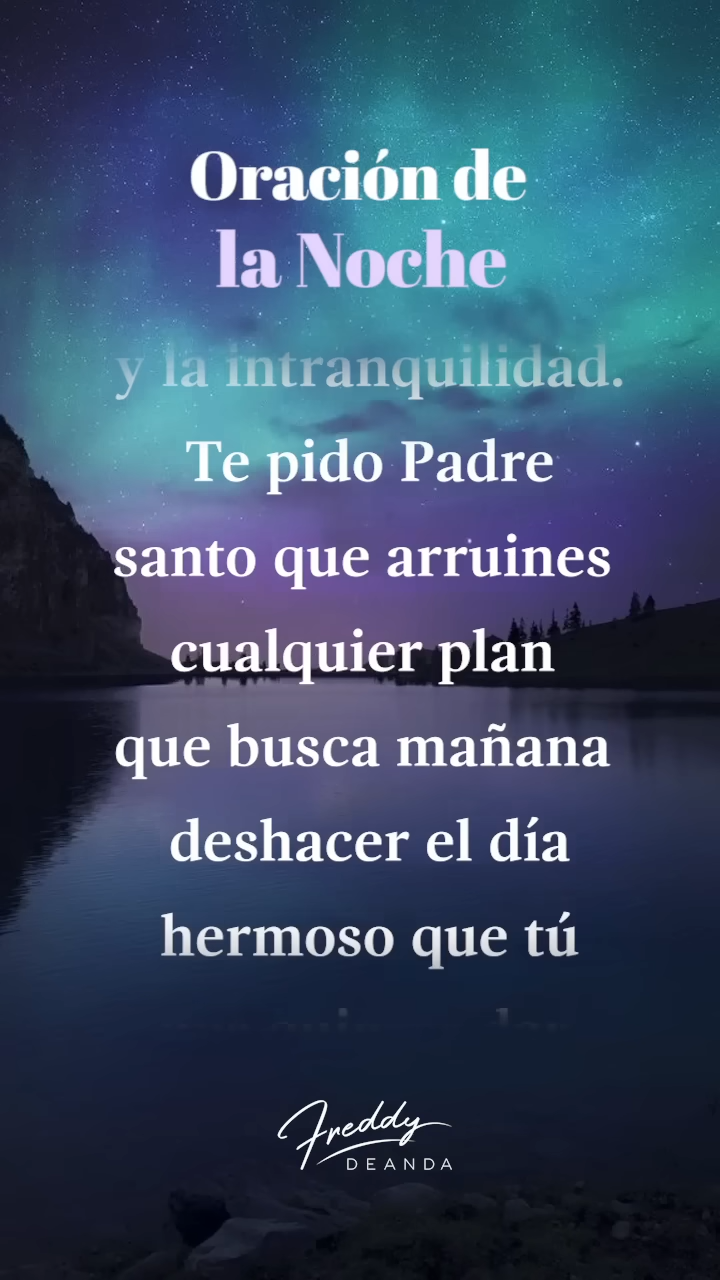 Oración de
la Noche
y la intranquilidad.
Te pido Padre
santo que arruines
cualquier plan
que busca mañana
deshacer el día
hermoso que tú
Freddy
DEANDA